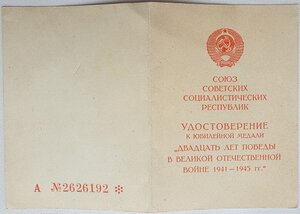 СОЮЗ
СОВЕТСКИХ
СОЦИАЛИСТИЧЕСКИХ
РЕСПУБЛИК
УДОСТОВЕРЕНИЕ
К ЮБИЛЕЙНОЙ МЕДАЛИ
„ДВАДЦАТЬ ЛЕТ ПОБЕДЫ
В ВЕЛИКОЙ ОТЕЧЕСТВЕННОЙ
ВОЙНЕ 1941—1945 гг."
А №2626192 *